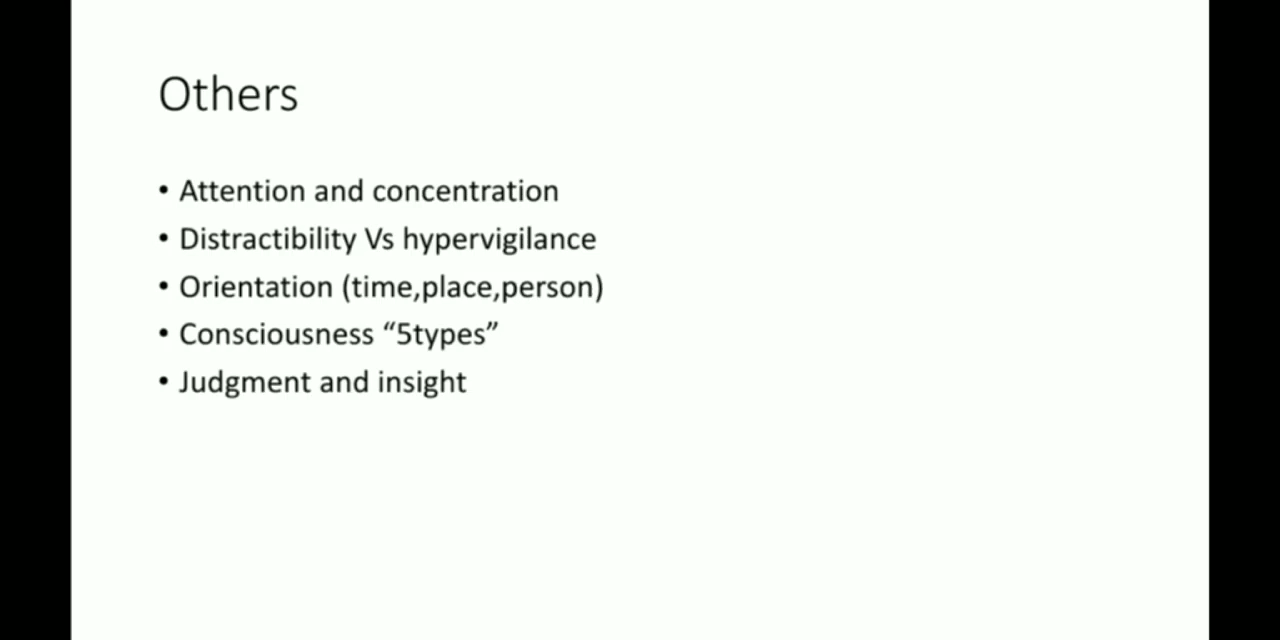 Others
• Attention and concentration
• Distractibility Vs hypervigilance
• Orientation (time,place,person)
• Consciousness “5types”
• Judgment and insight